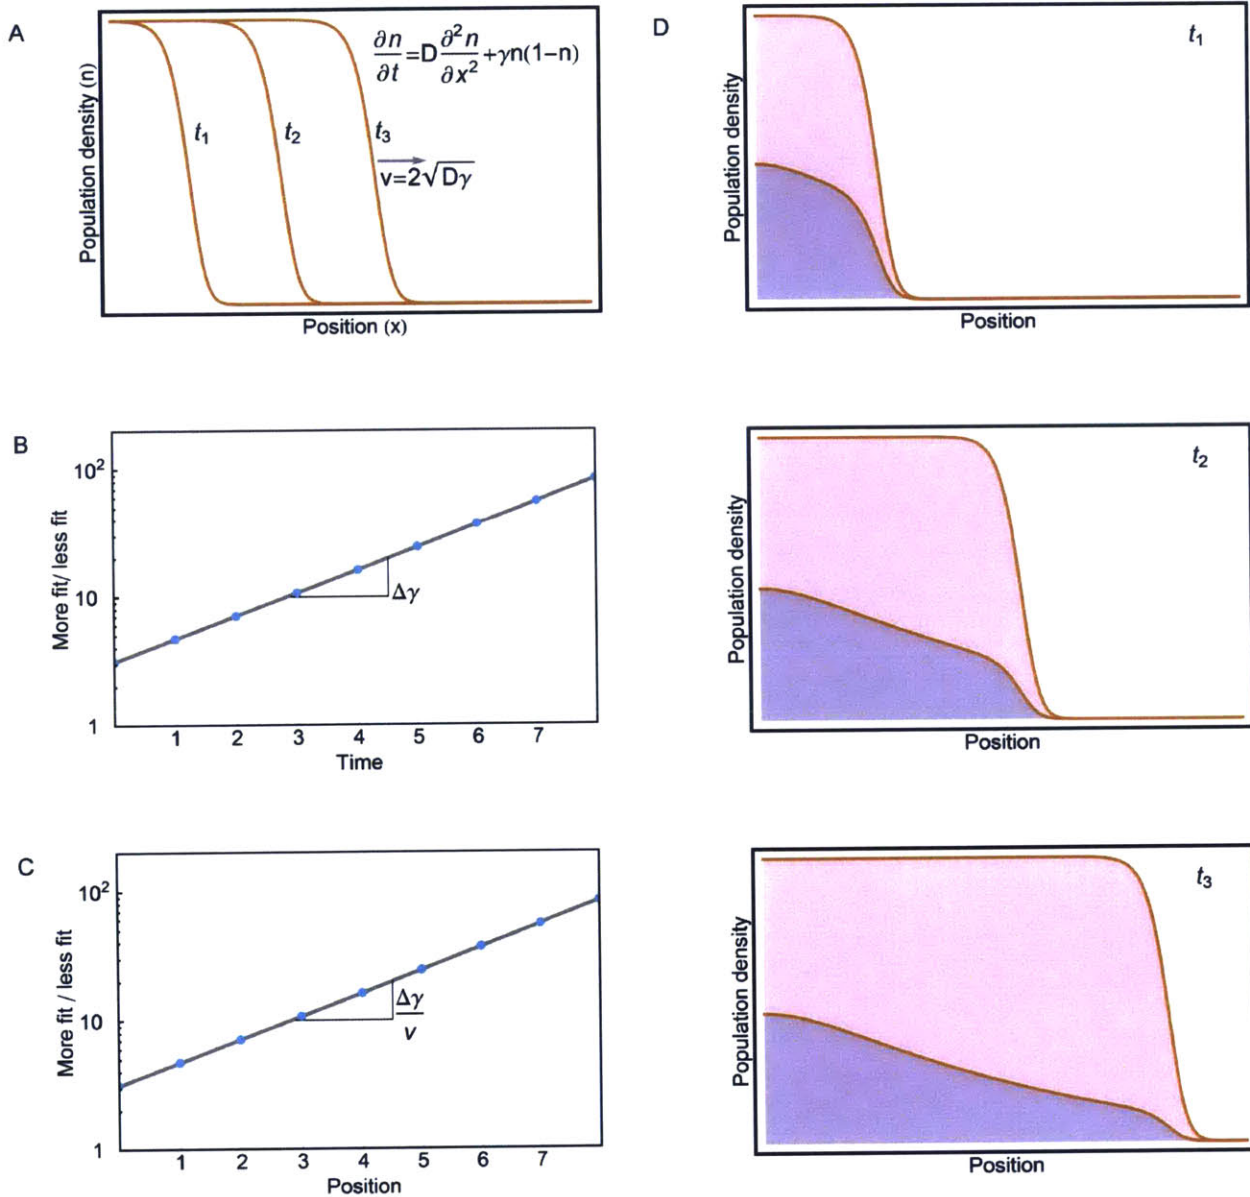 A
∂n/∂t=D ∂²n/∂x²+γn(1−n)
t₁
t₂
t₃
v=2√Dγ
Population density (n)
Position (x)
B
10²
10
1
More fit/ less fit
Δγ
1 2 3 4 5 6 7
Time
C
10²
10
1
More fit / less fit
Δγ/v
1 2 3 4 5 6 7
Position
D
t₁
Population density
Position
t₂
Population density
Position
t₃
Population density
Position